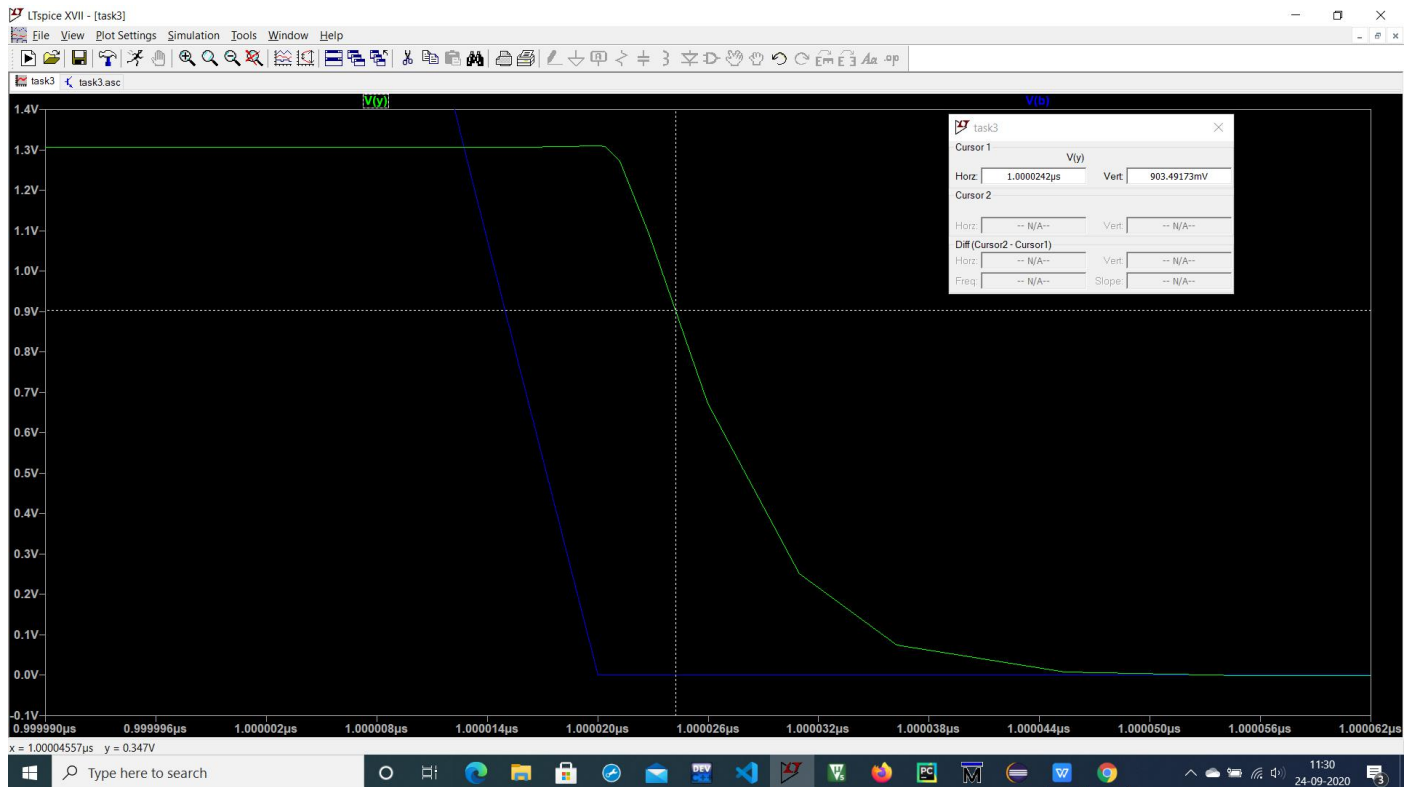 LTspice XVII - [task3]
File View Plot Settings Simulation Tools Window Help
task3 task3.asc
V(y) V(b)
1.4V
1.3V
1.2V
1.1V
1.0V
0.9V
0.8V
0.7V
0.6V
0.5V
0.4V
0.3V
0.2V
0.1V
0.0V
-0.1V
0.999990µs 0.999996µs 1.000002µs 1.000008µs 1.000014µs 1.000020µs 1.000026µs 1.000032µs 1.000038µs 1.000044µs 1.000050µs 1.000056µs 1.000062µs
task3
Cursor 1
V(y)
Horz: 1.0000242µs Vert: 903.49173mV
Cursor 2
Horz: -- N/A-- Vert: -- N/A--
Diff (Cursor2 - Cursor1)
Horz: -- N/A-- Vert: -- N/A--
Freq: -- N/A-- Slope: -- N/A--
x = 1.00004557µs y = 0.347V
Type here to search
11:30
24-09-2020
3